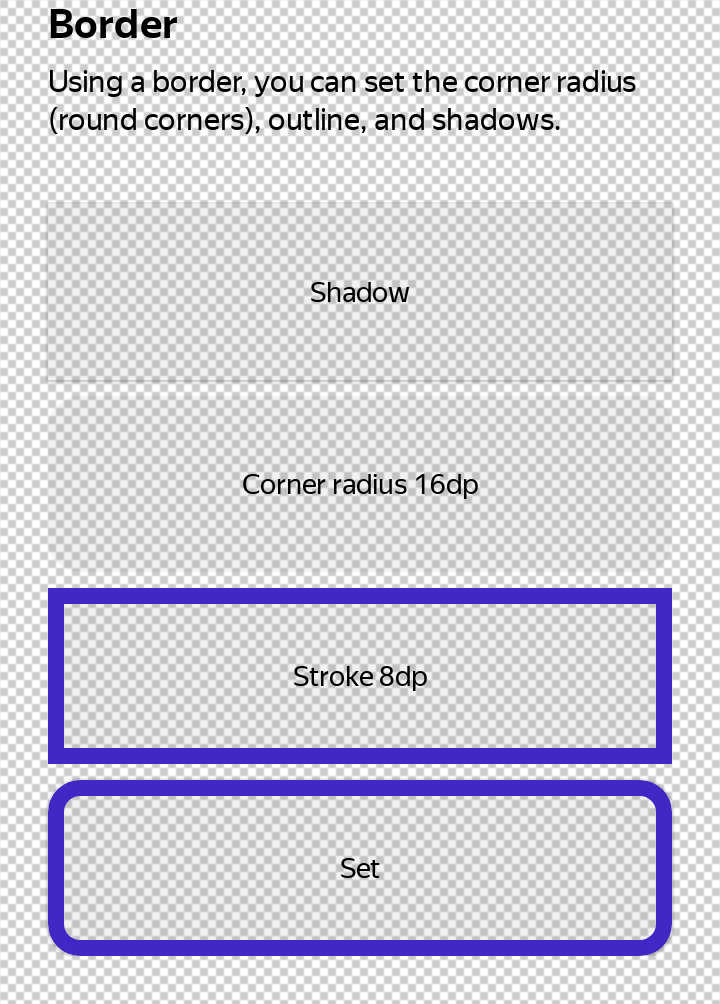 Border
Using a border, you can set the corner radius
(round corners), outline, and shadows.
Shadow
Corner radius 16dp
Stroke 8dp
Set